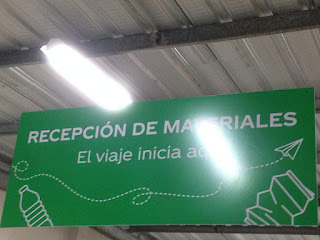 RECEPCIÓN DE MATERIALES
El viaje inicia